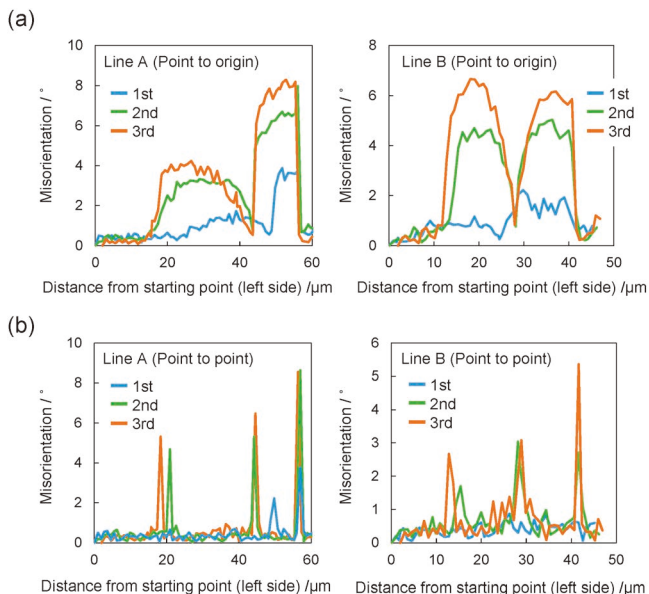 (a)
Line A (Point to origin)
1st
2nd
3rd
Misorientation / °
10
8
6
4
2
0
0 20 40 60
Distance from starting point (left side) /μm
Line B (Point to origin)
1st
2nd
3rd
Misorientation / °
8
6
4
2
0
0 10 20 30 40 50
Distance from starting point (left side) /μm
(b)
Line A (Point to point)
1st
2nd
3rd
Misorientation / °
10
8
6
4
2
0
0 20 40 60
Distance from starting point (left side) /μm
Line B (Point to point)
1st
2nd
3rd
Misorientation / °
6
5
4
3
2
1
0
0 10 20 30 40 50
Distance from starting point (left side) /μm